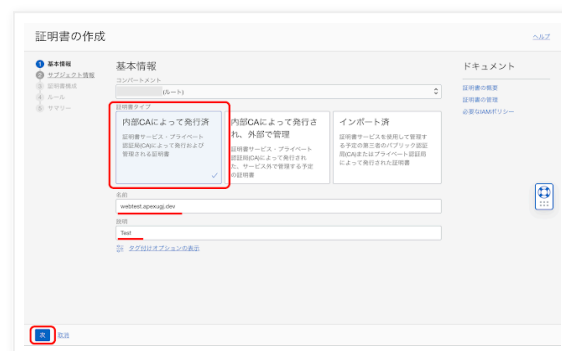 証明書の作成
ヘルプ
1 基本情報
2 サブジェクト情報
3 証明書構成
4 ルール
5 サマリー
基本情報
コンパートメント
(ルート)
証明書タイプ
内部CAによって発行済
証明書サービス・プライベート
認証局(CA)によって発行および
管理される証明書
内部CAによって発行さ
れ、外部で管理
証明書サービス・プライベート
認証局(CA)によって発行され
た、サービス外で管理する予定
の証明書
インポート済
証明書サービスを使用して管理す
る予定の第三者のパブリック認証
局(CA)またはプライベート認証局
によって発行された証明書
名前
webtest.apexugj.dev
説明
Test
タグ付けオプションの表示
ドキュメント
証明書の概要
証明書の管理
必要なIAMポリシー
次
取消